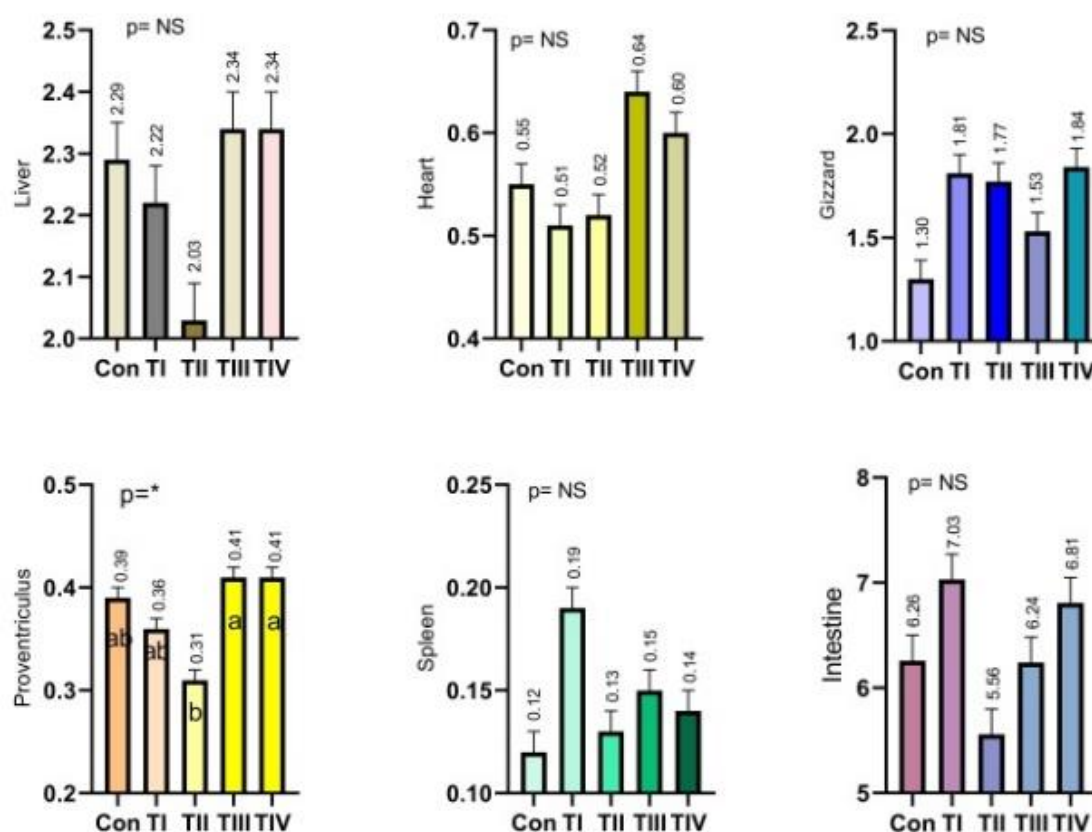 Liver
p= NS
2.5
2.4
2.3
2.2
2.1
2.0
2.29
2.22
2.03
2.34
2.34
Con TI TII TIII TIV
Heart
p= NS
0.7
0.6
0.5
0.4
0.55
0.51
0.52
0.64
0.60
Con TI TII TIII TIV
Gizzard
p= NS
2.5
2.0
1.5
1.0
1.30
1.81
1.77
1.53
1.84
Con TI TII TIII TIV
Proventriculus
p=*
0.5
0.4
0.3
0.2
0.39
0.36
0.31
0.41
0.41
ab
ab
b
a
a
Con TI TII TIII TIV
Spleen
p= NS
0.25
0.20
0.15
0.10
0.12
0.19
0.13
0.15
0.14
Con TI TII TIII TIV
Intestine
p= NS
8
7
6
5
6.26
7.03
5.56
6.24
6.81
Con TI TII TIII TIV